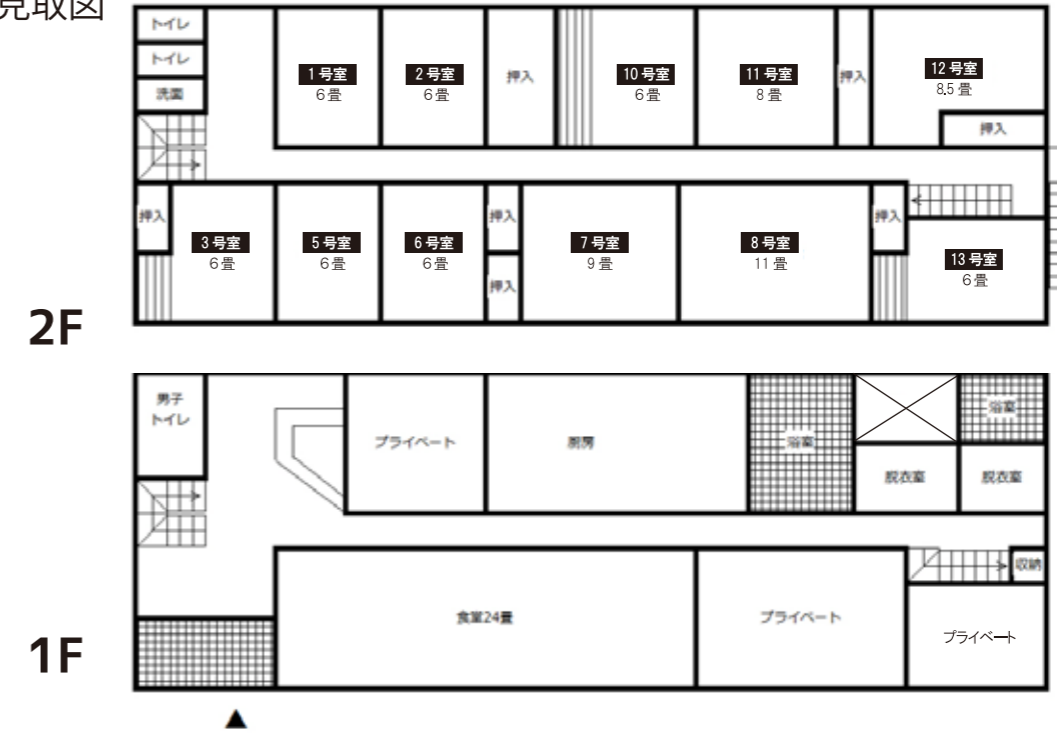 見取図
トイレ
トイレ
洗面
1号室
6畳
2号室
6畳
押入
10号室
6畳
11号室
8畳
押入
12号室
8.5畳
押入
押入
3号室
6畳
5号室
6畳
6号室
6畳
押入
押入
7号室
9畳
8号室
11畳
押入
13号室
6畳
2F
男子
トイレ
プライベート
厨房
浴室
浴室
脱衣室
脱衣室
収納
食堂24畳
プライベート
プライベート
1F
▲